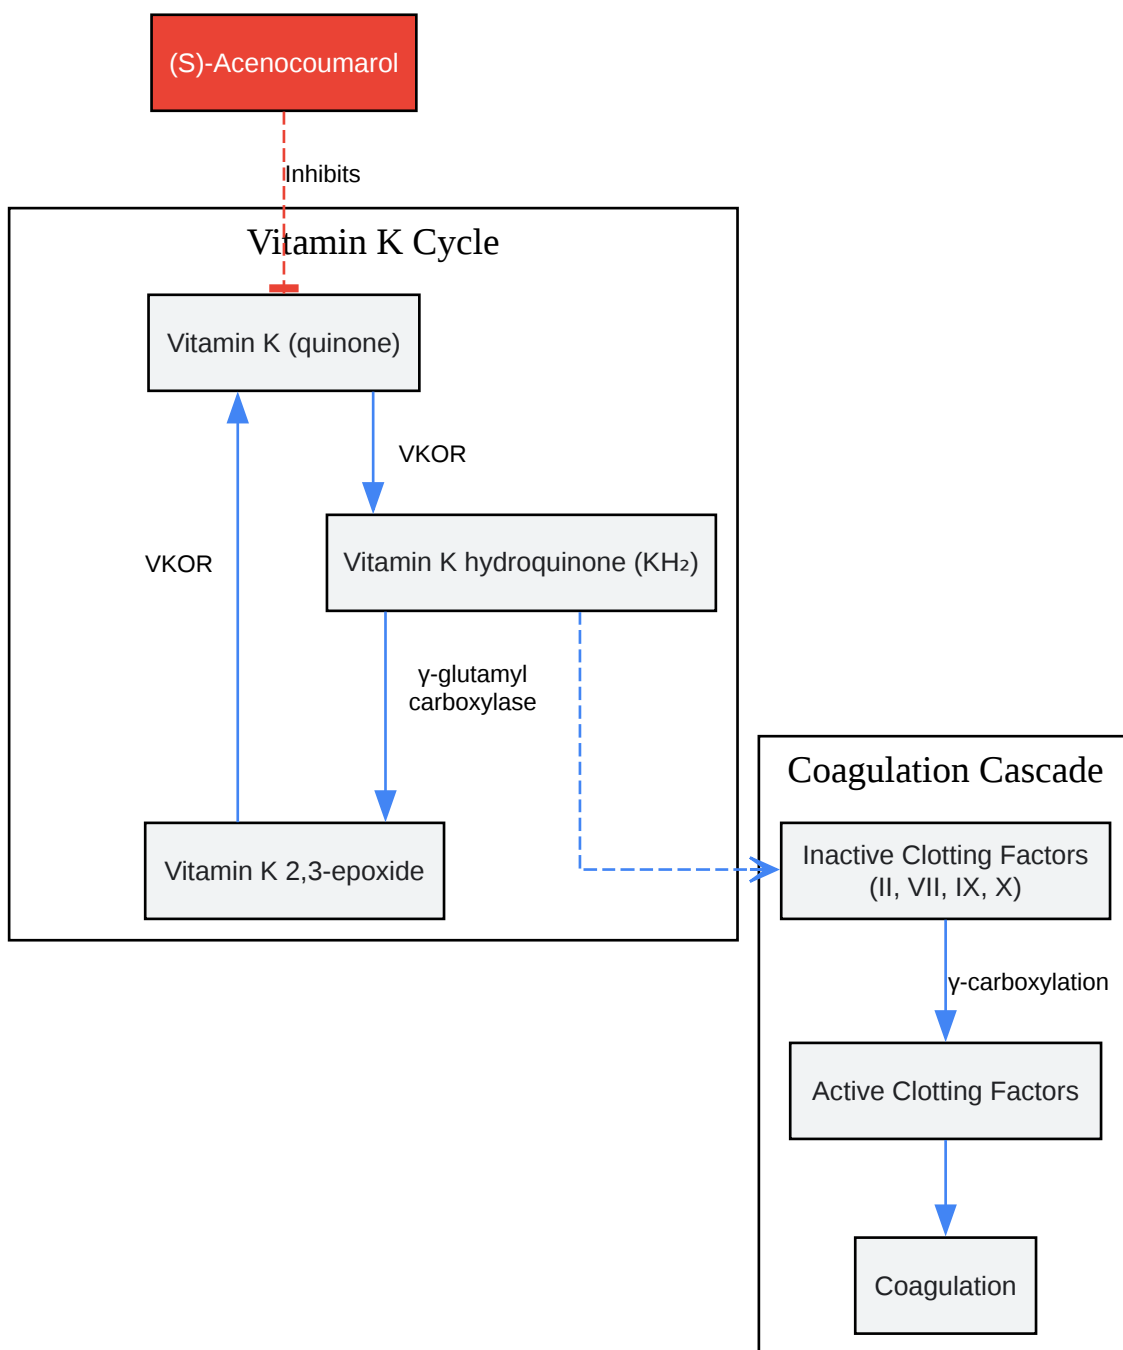 (S)-Acenocoumarol
Inhibits
Vitamin K Cycle
Vitamin K (quinone)
VKOR
Vitamin K hydroquinone (KH₂)
VKOR
γ-glutamyl
carboxylase
Coagulation Cascade
Vitamin K 2,3-epoxide
Inactive Clotting Factors
(II, VII, IX, X)
γ-carboxylation
Active Clotting Factors
Coagulation